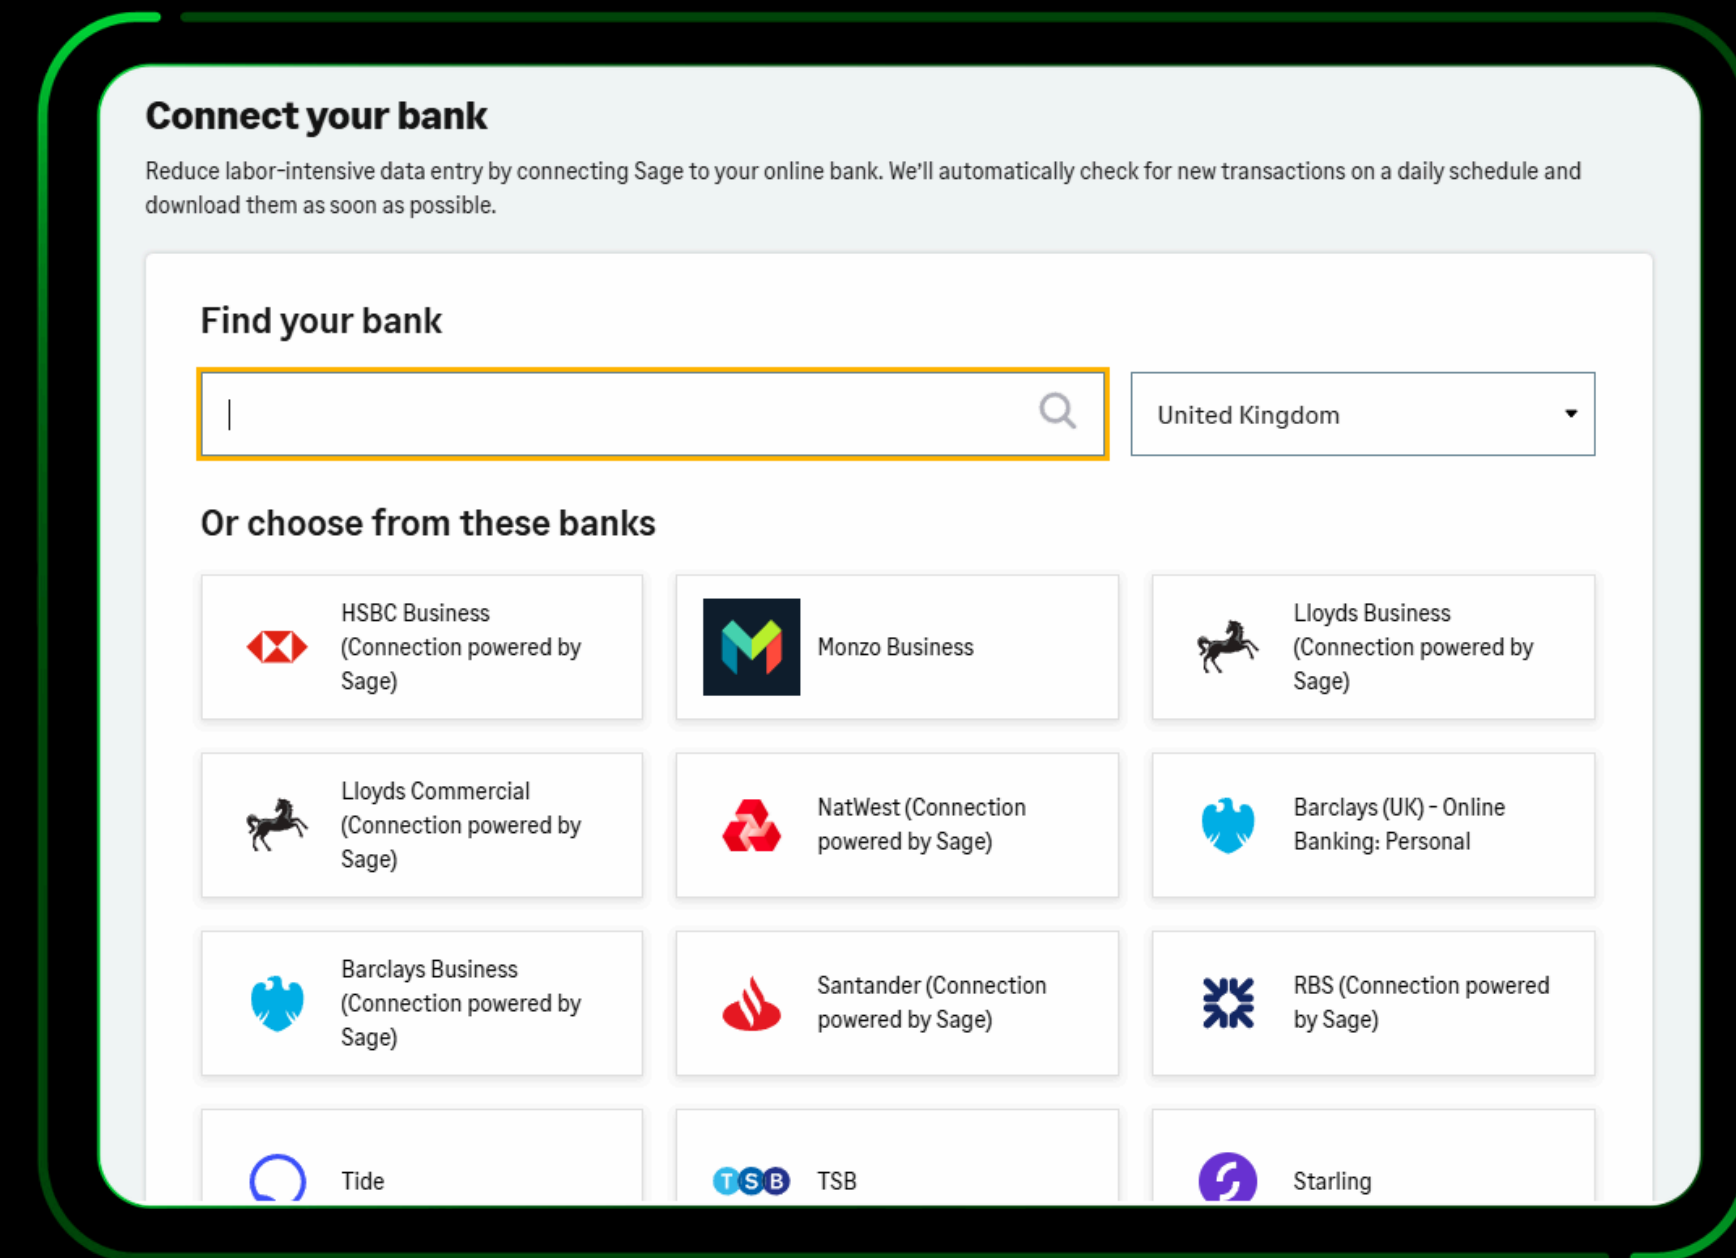 Connect your bank
Reduce labor-intensive data entry by connecting Sage to your online bank. We'll automatically check for new transactions on a daily schedule and
download them as soon as possible.
Find your bank
United Kingdom
Or choose from these banks
HSBC Business
(Connection powered by
Sage)
Monzo Business
Lloyds Business
(Connection powered by
Sage)
Lloyds Commercial
(Connection powered by
Sage)
NatWest (Connection
powered by Sage)
Barclays (UK) - Online
Banking: Personal
Barclays Business
(Connection powered by
Sage)
Santander (Connection
powered by Sage)
RBS (Connection powered
by Sage)
Tide
TSB
TSB
Starling